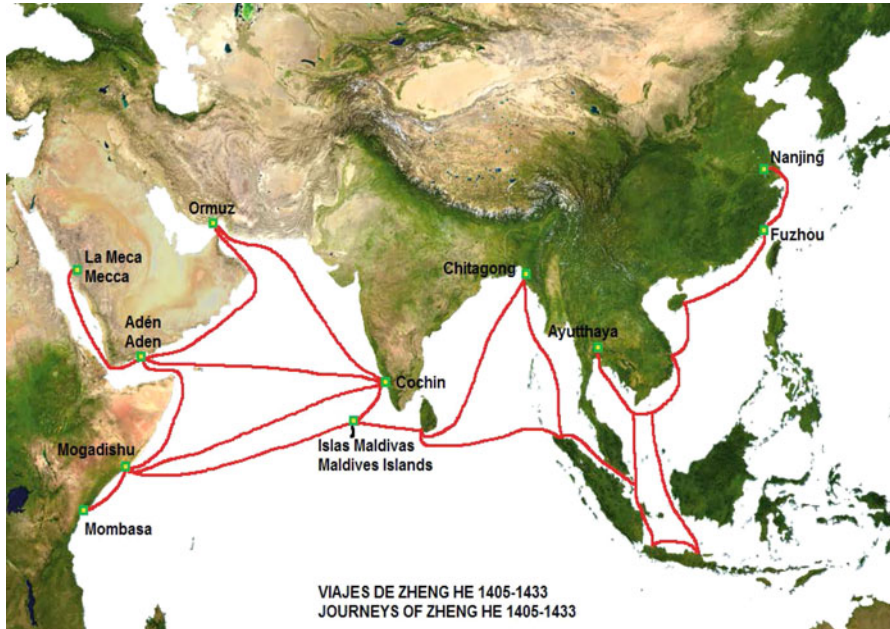 Nanjing
Ormuz
Fuzhou
La Meca
Mecca
Chitagong
Adén
Aden
Ayutthaya
Cochin
Islas Maldivas
Maldives Islands
Mogadishu
Mombasa
VIAJES DE ZHENG HE 1405-1433
JOURNEYS OF ZHENG HE 1405-1433